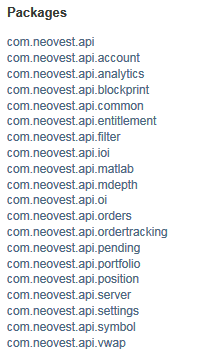 Packages
com.neovest.api
com.neovest.api.account
com.neovest.api.analytics
com.neovest.api.blockprint
com.neovest.api.common
com.neovest.api.entitlement
com.neovest.api.filter
com.neovest.api.ioi
com.neovest.api.matlab
com.neovest.api.mdepth
com.neovest.api.oi
com.neovest.api.orders
com.neovest.api.ordertracking
com.neovest.api.pending
com.neovest.api.portfolio
com.neovest.api.position
com.neovest.api.server
com.neovest.api.settings
com.neovest.api.symbol
com.neovest.api.vwap